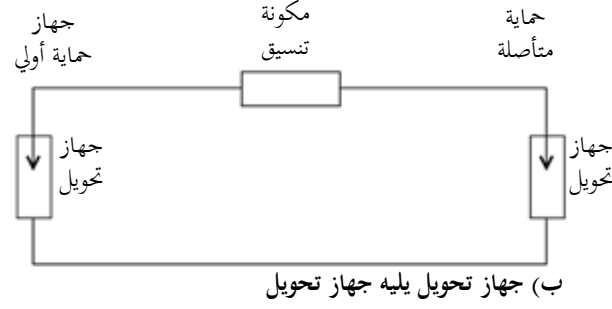 حماية
متأصلة
مكونة
تنسيق
جهاز
حماية أولي
جهاز
تحويل
جهاز
تحويل
ب) جهاز تحويل يليه جهاز تحويل